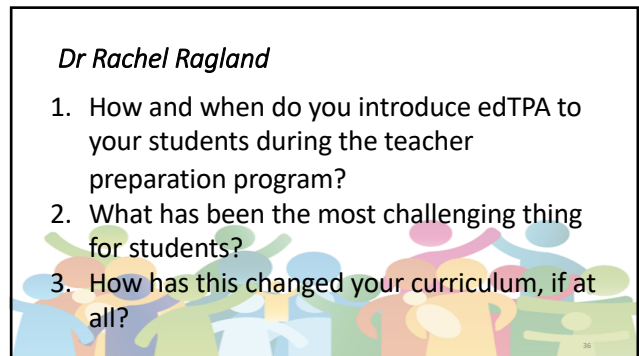 Dr Rachel Ragland
1. How and when do you introduce edTPA to
your students during the teacher
preparation program?
2. What has been the most challenging thing
for students?
3. How has this changed your curriculum, if at
all?
36